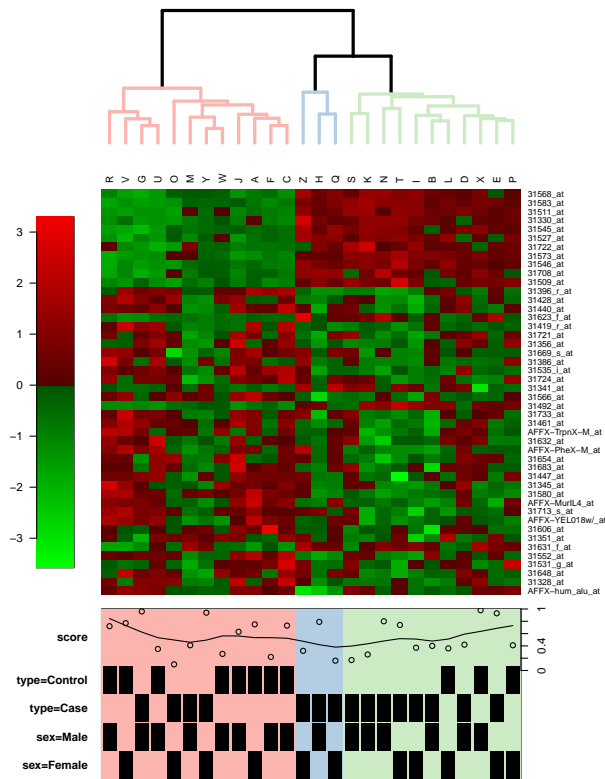 R V G U O M Y W J A F C Z H Q S K N T I B L D X E P
31568_at
31583_at
31511_at
31330_at
31545_at
31527_at
31722_at
31573_at
31546_at
31708_at
31509_at
31396_r_at
31428_at
31440_at
31623_f_at
31419_r_at
31721_at
31356_at
31669_s_at
31386_at
31535_i_at
31724_at
31341_at
31566_at
31492_at
31733_at
31461_at
AFFX−TrpnX−M_at
31632_at
AFFX−PheX−M_at
31654_at
31683_at
31447_at
31345_at
31580_at
AFFX−MurIL4_at
31713_s_at
AFFX−YEL018w/_at
31606_at
31351_at
31631_f_at
31552_at
31531_g_at
31648_at
31328_at
AFFX−hum_alu_at
3
2
1
0
−1
−2
−3
score
0 0.4 1
type=Control
type=Case
sex=Male
sex=Female